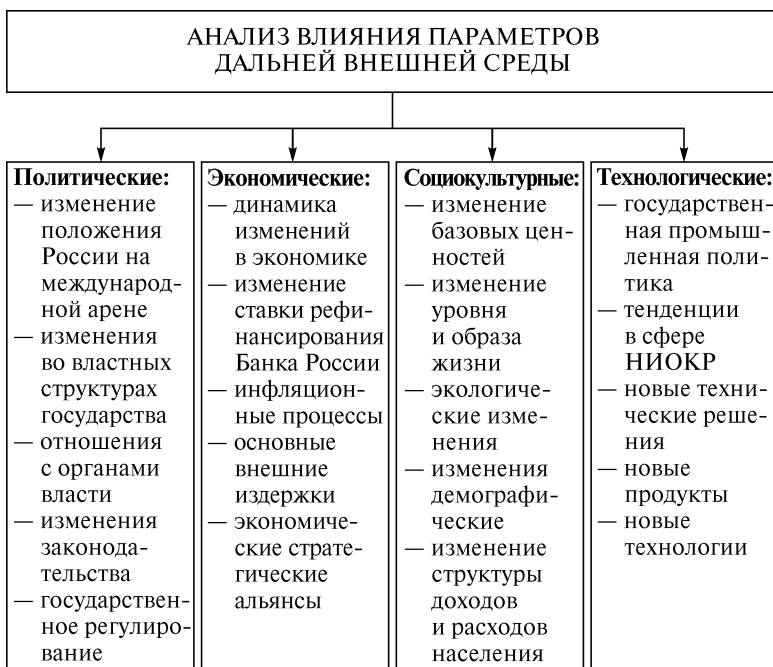 АНАЛИЗ ВЛИЯНИЯ ПАРАМЕТРОВ
ДАЛЬНЕЙ ВНЕШНЕЙ СРЕДЫ
Политические:
— изменение
положения
России на
международ-
ной арене
— изменения
во властных
структурах
государства
— отношения
с органами
власти
— изменения
законода-
тельства
— государствен-
ное регулиро-
вание
Экономические:
— динамика
изменений
в экономике
— изменение
ставки рефи-
нансирования
Банка России
— инфляцион-
ные процессы
— основные
внешние
издержки
— экономиче-
ские страте-
гические
альянсы
Социокультурные:
— изменение
базовых цен-
ностей
— изменение
уровня
и образа
жизни
— экологиче-
ские изме-
нения
— изменения
демографи-
ческие
— изменение
структуры
доходов
и расходов
населения
Технологические:
— государствен-
ная промыш-
ленная поли-
тика
— тенденции
в сфере
НИОКР
— новые техни-
ческие реше-
ния
— новые
продукты
— новые
технологии